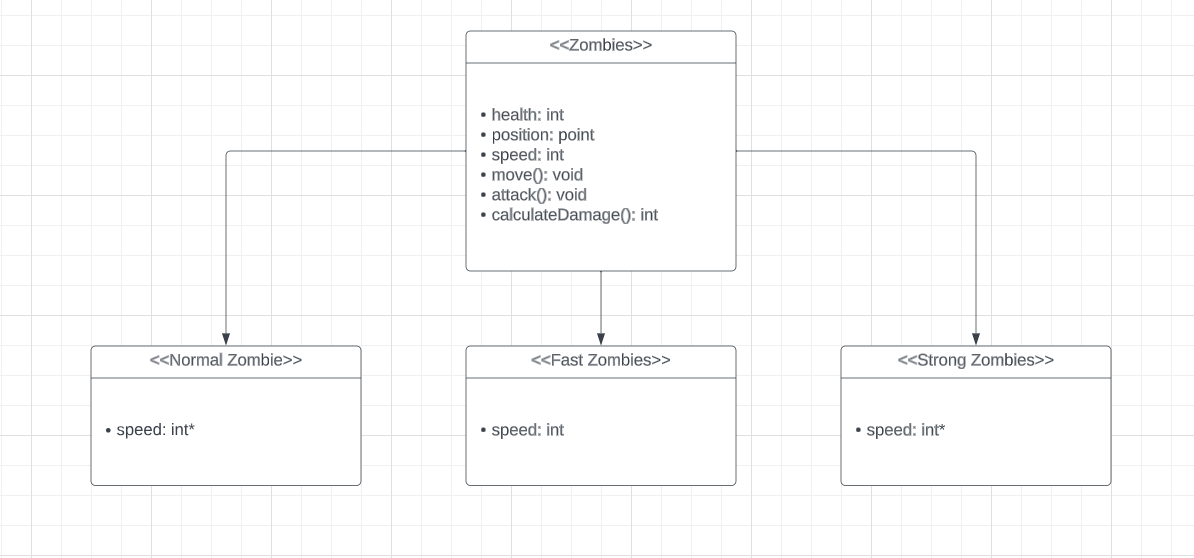 <<Zombies>>
• health: int
• position: point
• speed: int
• move(): void
• attack(): void
• calculateDamage(): int
<<Normal Zombie>>
• speed: int*
<<Fast Zombies>>
• speed: int
<<Strong Zombies>>
• speed: int*